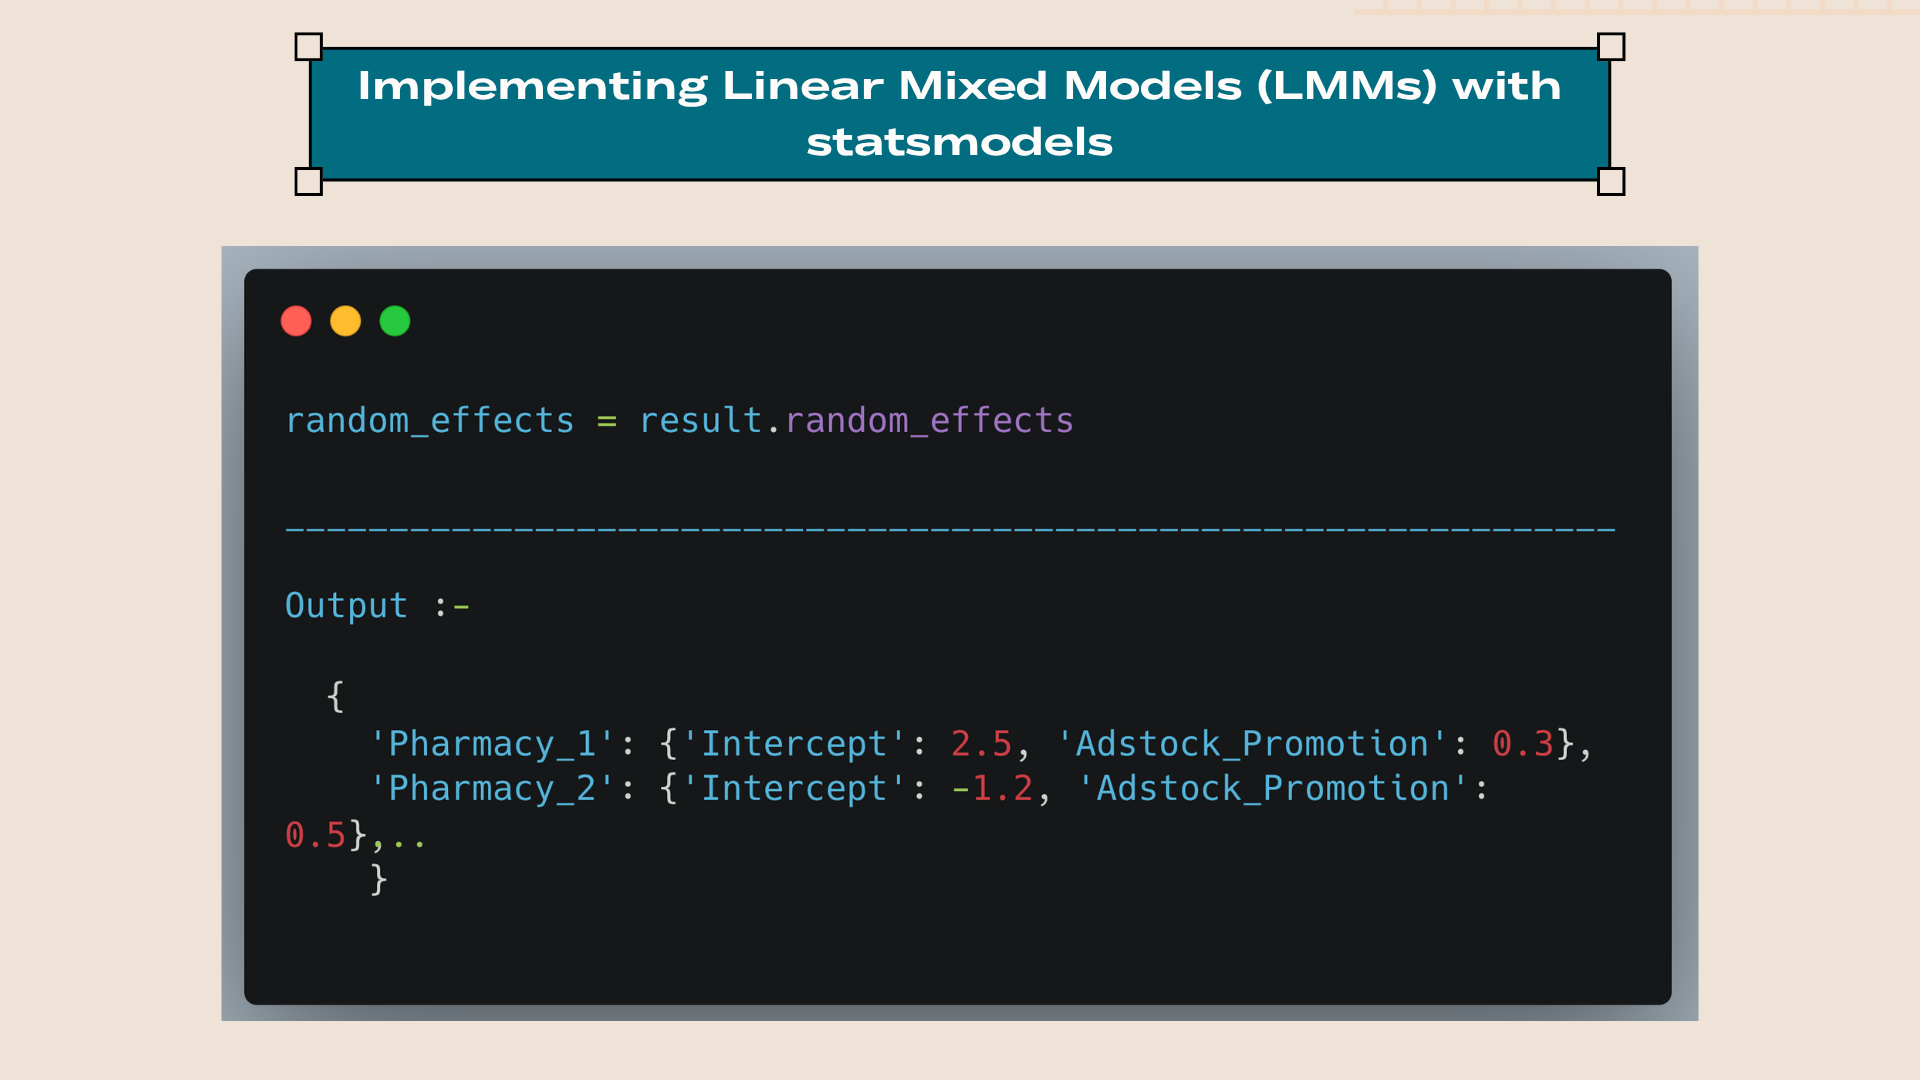 Implementing Linear Mixed Models (LMMs) with
statsmodels
random_effects = result.random_effects
----------------------------------------------------------------
Output :-
{
'Pharmacy_1': {'Intercept': 2.5, 'Adstock_Promotion': 0.3},
'Pharmacy_2': {'Intercept': -1.2, 'Adstock_Promotion':
0.5},..
}